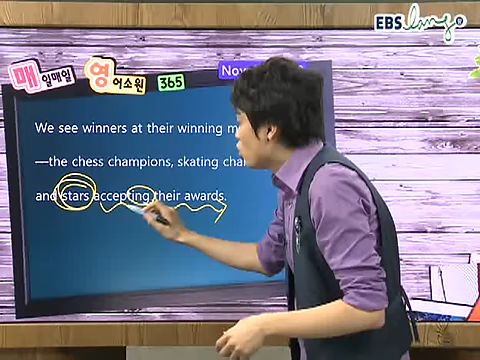 EBS lang
매일매일 영어소원 365
Nov
We see winners at their winning
—the chess champions, skating
and stars accepting their awards.